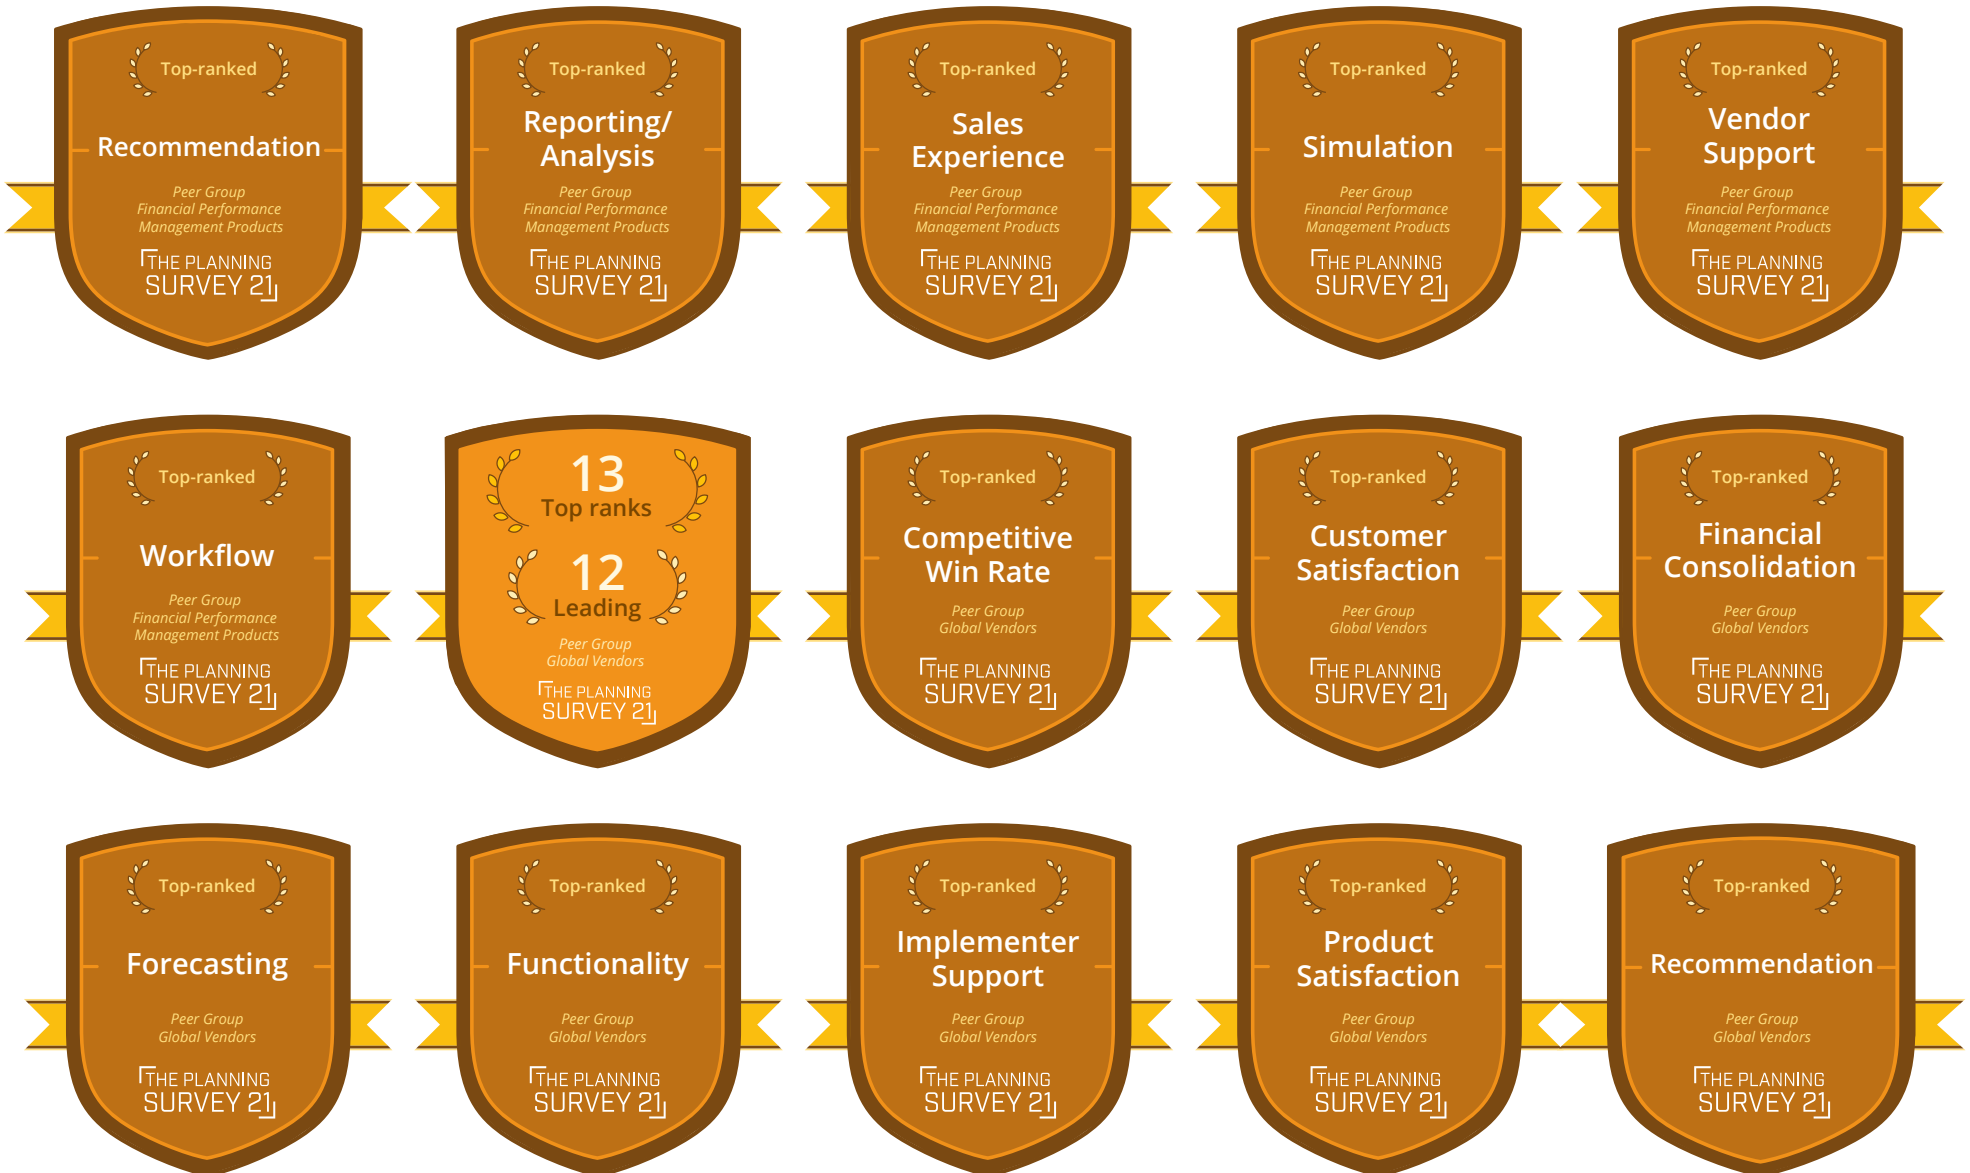 Top-ranked
Recommendation
Peer Group
Financial Performance
Management Products
THE PLANNING
SURVEY 21
Top-ranked
Reporting/
Analysis
Peer Group
Financial Performance
Management Products
THE PLANNING
SURVEY 21
Top-ranked
Sales
Experience
Peer Group
Financial Performance
Management Products
THE PLANNING
SURVEY 21
Top-ranked
Simulation
Peer Group
Financial Performance
Management Products
THE PLANNING
SURVEY 21
Top-ranked
Vendor
Support
Peer Group
Financial Performance
Management Products
THE PLANNING
SURVEY 21
Top-ranked
Workflow
Peer Group
Financial Performance
Management Products
THE PLANNING
SURVEY 21
13
Top ranks
12
Leading
Peer Group
Global Vendors
THE PLANNING
SURVEY 21
Top-ranked
Competitive
Win Rate
Peer Group
Global Vendors
THE PLANNING
SURVEY 21
Top-ranked
Customer
Satisfaction
Peer Group
Global Vendors
THE PLANNING
SURVEY 21
Top-ranked
Financial
Consolidation
Peer Group
Global Vendors
THE PLANNING
SURVEY 21
Top-ranked
Forecasting
Peer Group
Global Vendors
THE PLANNING
SURVEY 21
Top-ranked
Functionality
Peer Group
Global Vendors
THE PLANNING
SURVEY 21
Top-ranked
Implementer
Support
Peer Group
Global Vendors
THE PLANNING
SURVEY 21
Top-ranked
Product
Satisfaction
Peer Group
Global Vendors
THE PLANNING
SURVEY 21
Top-ranked
Recommendation
Peer Group
Global Vendors
THE PLANNING
SURVEY 21